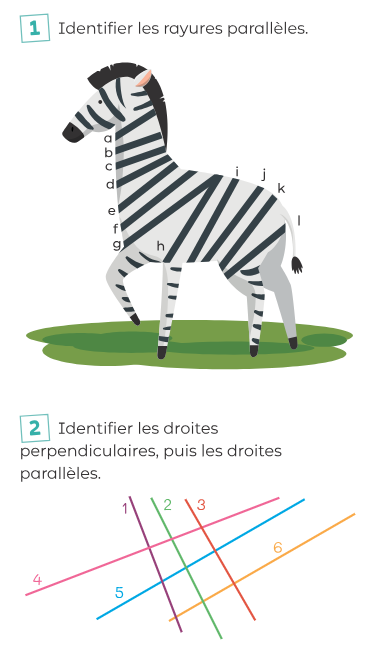 1 Identifier les rayures parallèles.
a
b
c
d
e
f
g
h
i j
k
l
2 Identifier les droites
perpendiculaires, puis les droites
parallèles.
1 2 3
4
5
6